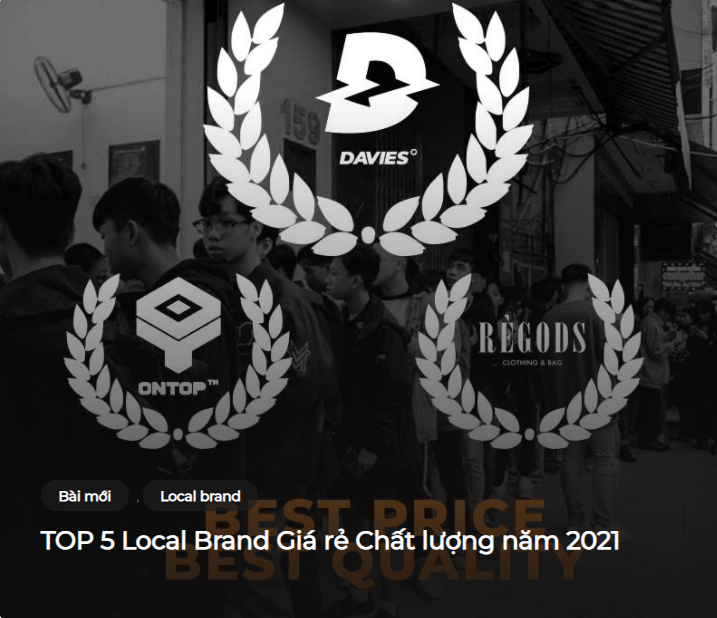 159
DAVIES
ONTOP™
RÈGODS
CLOTHING & BAG
Bài mới , Local brand
BEST PRICE
TOP 5 Local Brand Giá rẻ Chất lượng năm 2021
BEST QUALITY